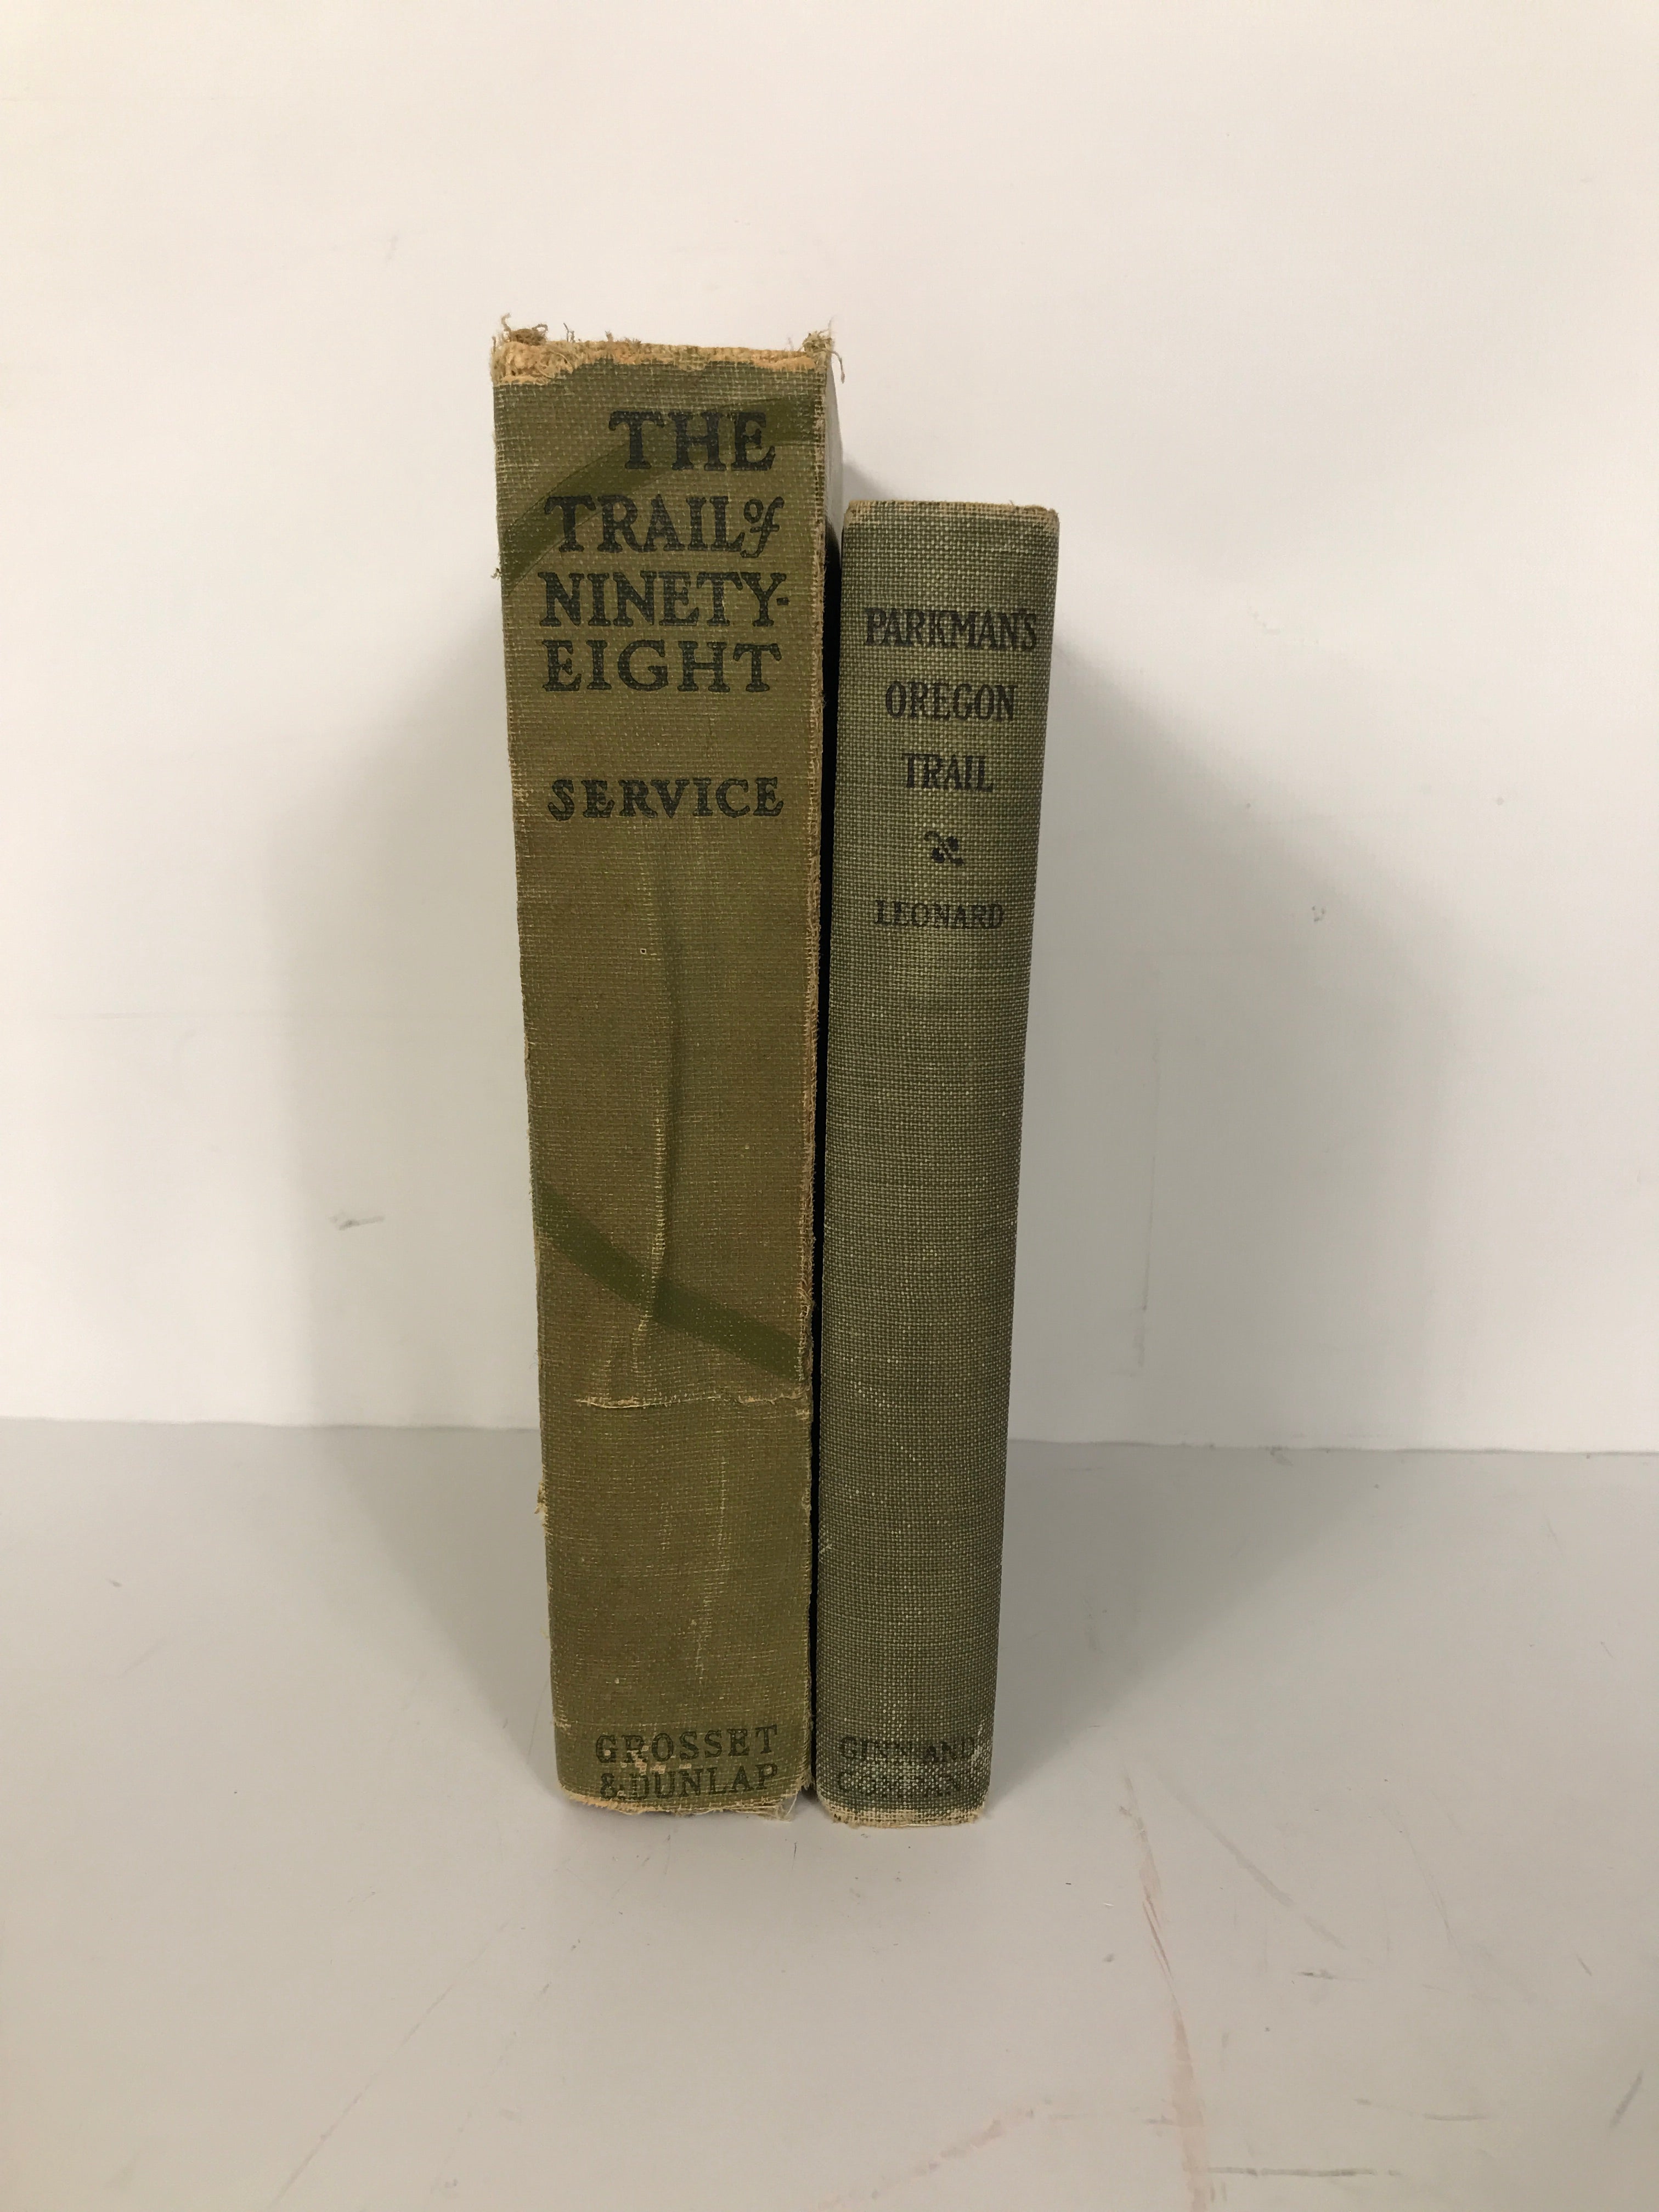 THE
TRAIL of
NINETY-
EIGHT
SERVICE
GROSSET
& DUNLAP
PARKMAN'S
OREGON
TRAIL
LEONARD
GINN AND
COMPANY